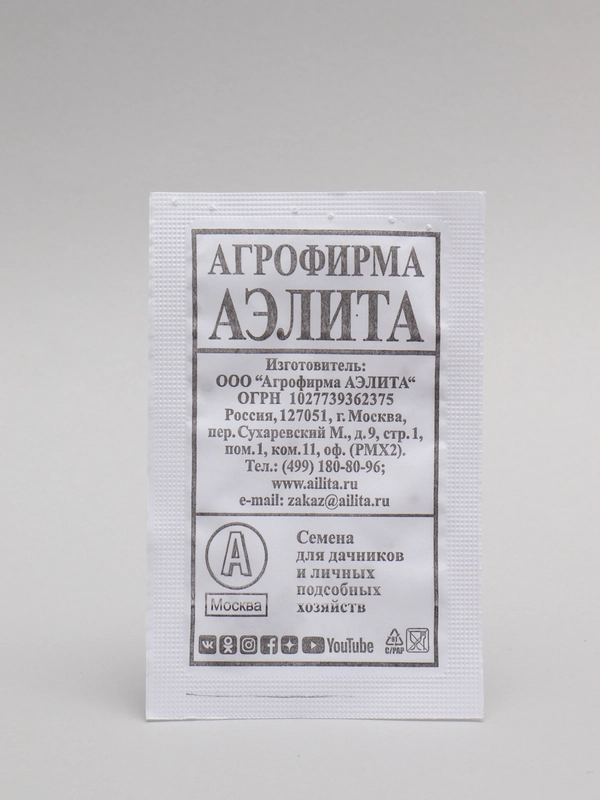 АГРОФИРМА
АЭЛИТА
Изготовитель:
ООО “Агрофирма АЭЛИТА“
ОГРН 1027739362375
Россия, 127051, г. Москва,
пер. Сухаревский М., д. 9, стр. 1,
пом. 1, ком. 11, оф. (РМХ2).
Тел.: (499) 180-80-96;
www.ailita.ru
e-mail: zakaz@ailita.ru
А
Москва
Семена
для дачников
и личных
подсобных
хозяйств
YouTube
C/PAP